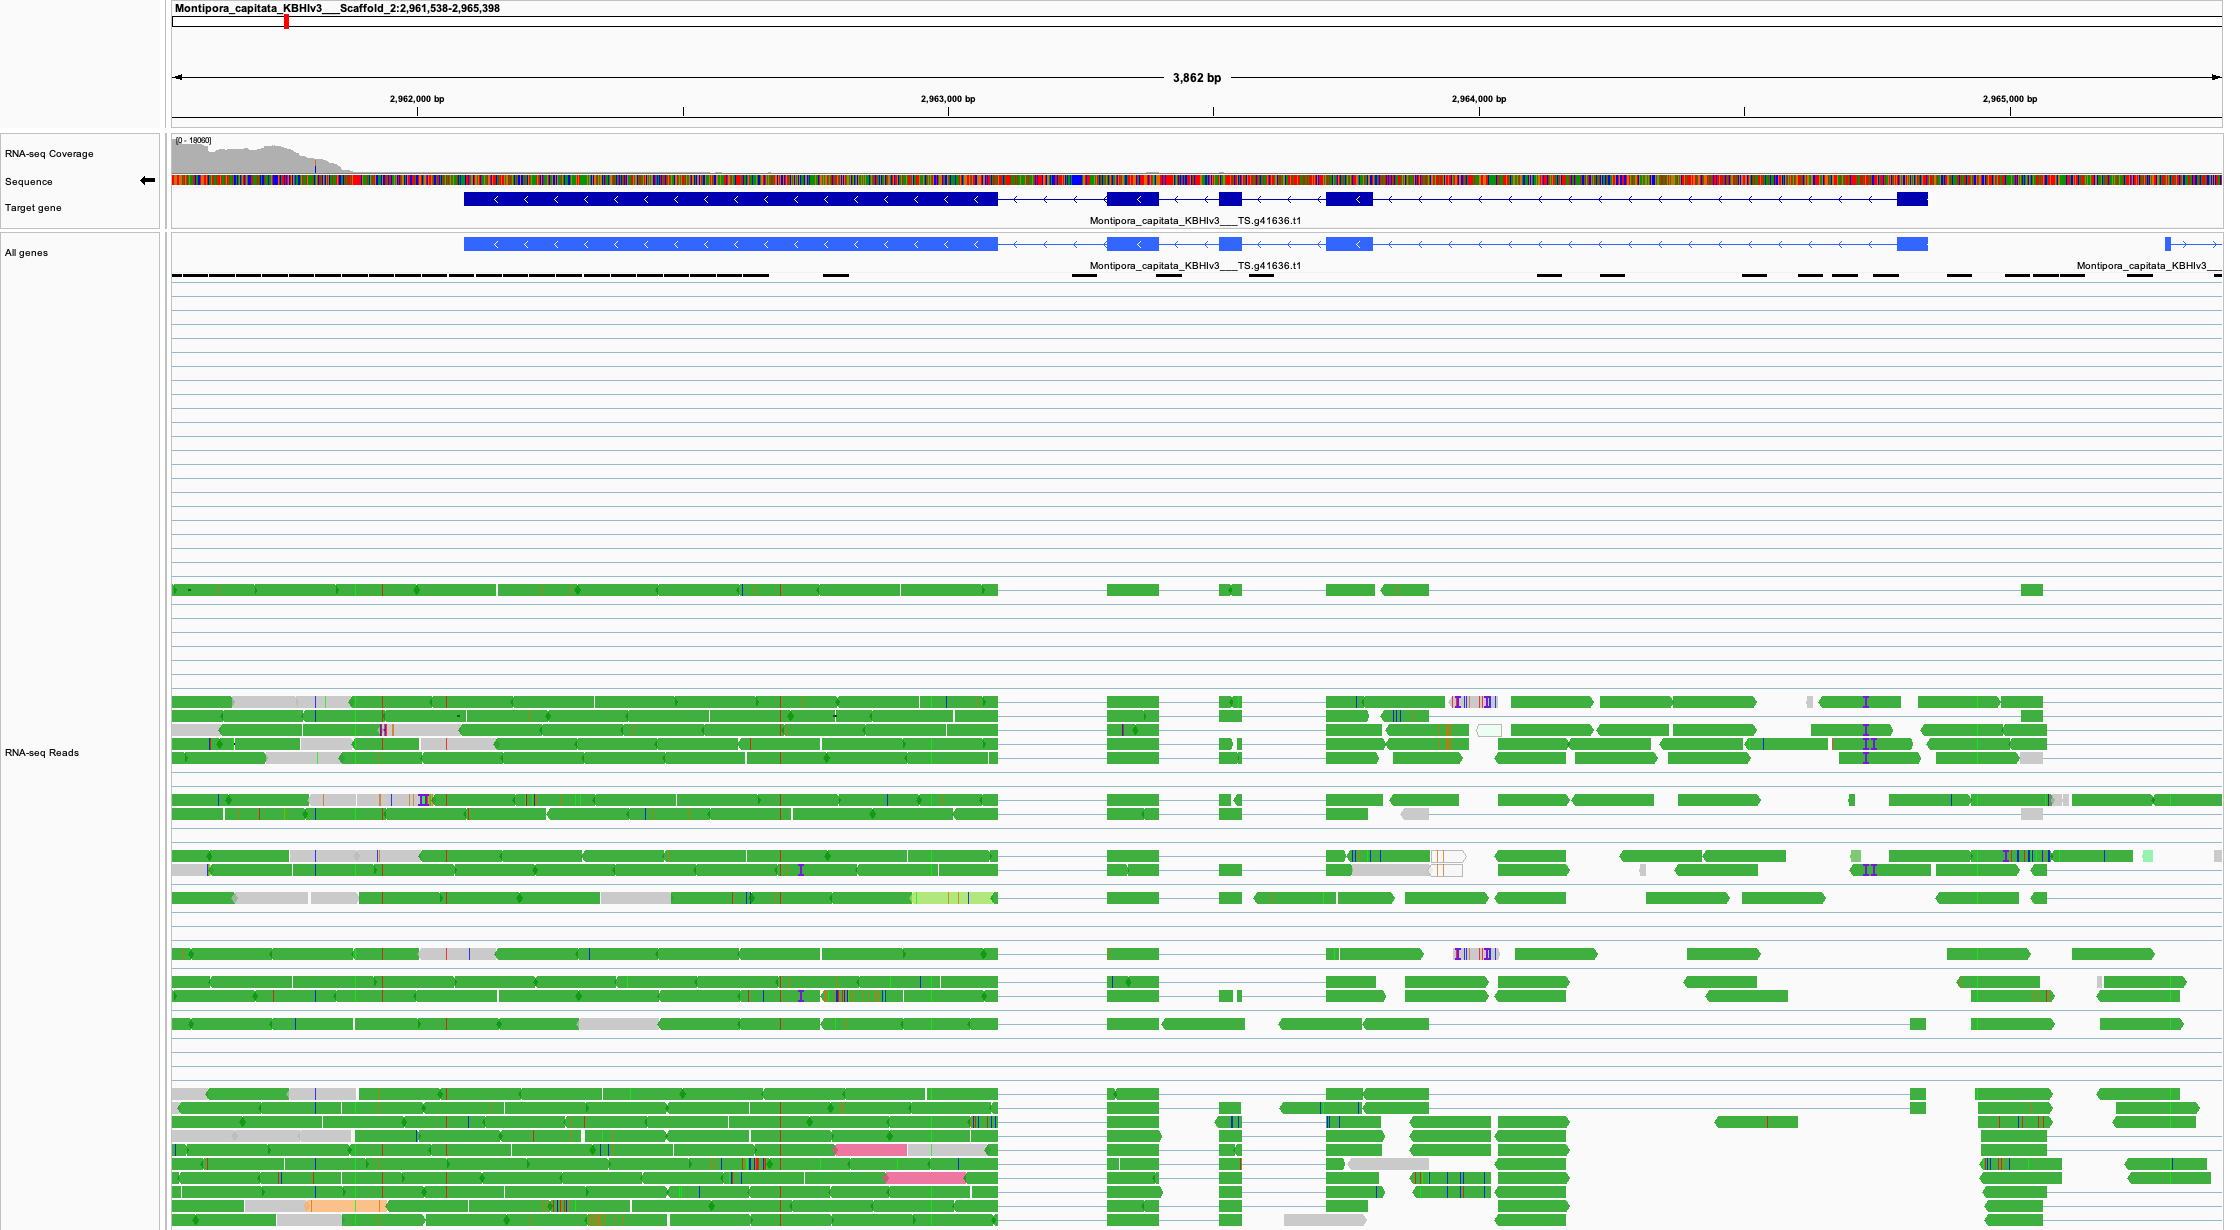 Montipora_capitata_KBHIv3___Scaffold_2:2,961,538-2,965,398
3,862 bp
2,962,000 bp 2,963,000 bp 2,964,000 bp 2,965,000 bp
[0 - 18060]
RNA-seq Coverage
Sequence
Target gene
Montipora_capitata_KBHIv3___TS.g41636.t1
All genes
Montipora_capitata_KBHIv3___TS.g41636.t1 Montipora_capitata_KBHIv3___
RNA-seq Reads